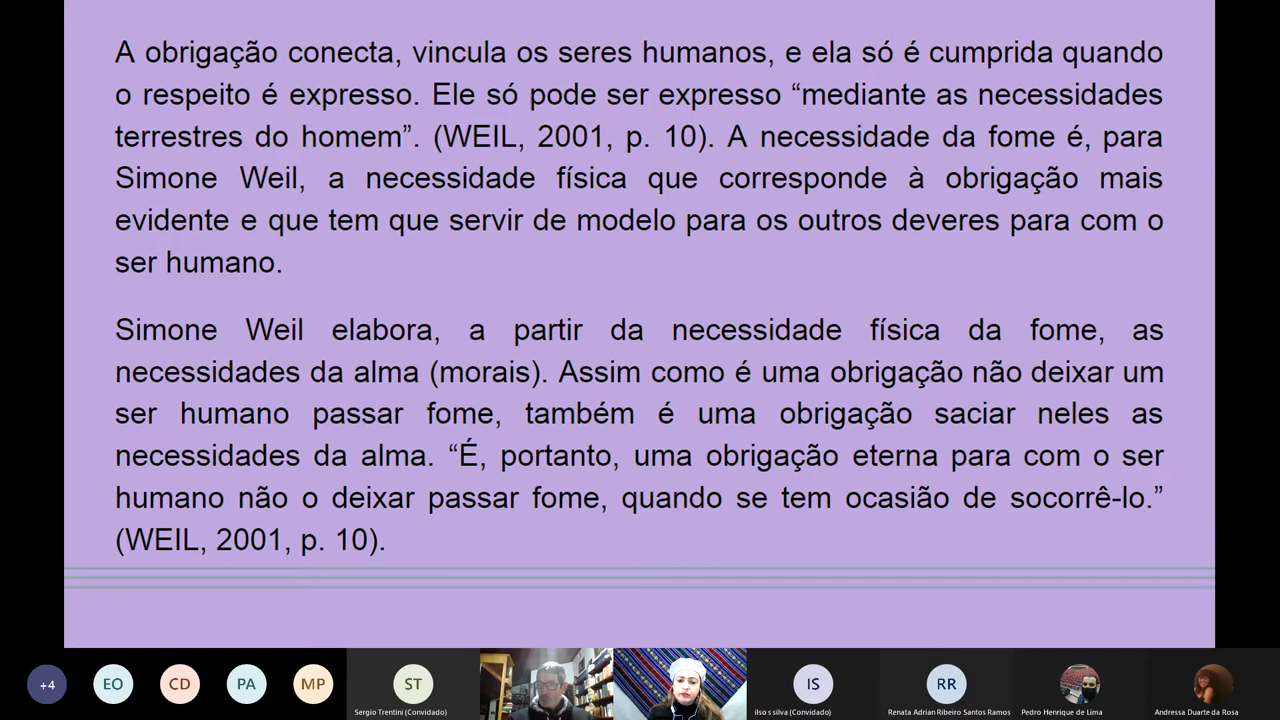 A obrigação conecta, vincula os seres humanos, e ela só é cumprida quando
o respeito é expresso. Ele só pode ser expresso “mediante as necessidades
terrestres do homem”. (WEIL, 2001, p. 10). A necessidade da fome é, para
Simone Weil, a necessidade física que corresponde à obrigação mais
evidente e que tem que servir de modelo para os outros deveres para com o
ser humano.
Simone Weil elabora, a partir da necessidade física da fome, as
necessidades da alma (morais). Assim como é uma obrigação não deixar um
ser humano passar fome, também é uma obrigação saciar neles as
necessidades da alma. “É, portanto, uma obrigação eterna para com o ser
humano não o deixar passar fome, quando se tem ocasião de socorrê-lo.”
(WEIL, 2001, p. 10).
+4 EO CD PA MP ST IS RR
Sergio Trentini (Convidado) ilso s silva (Convidado) Renata Adrian Ribeiro Santos Ramos Pedro Henrique de Lima Andressa Duarte da Rosa